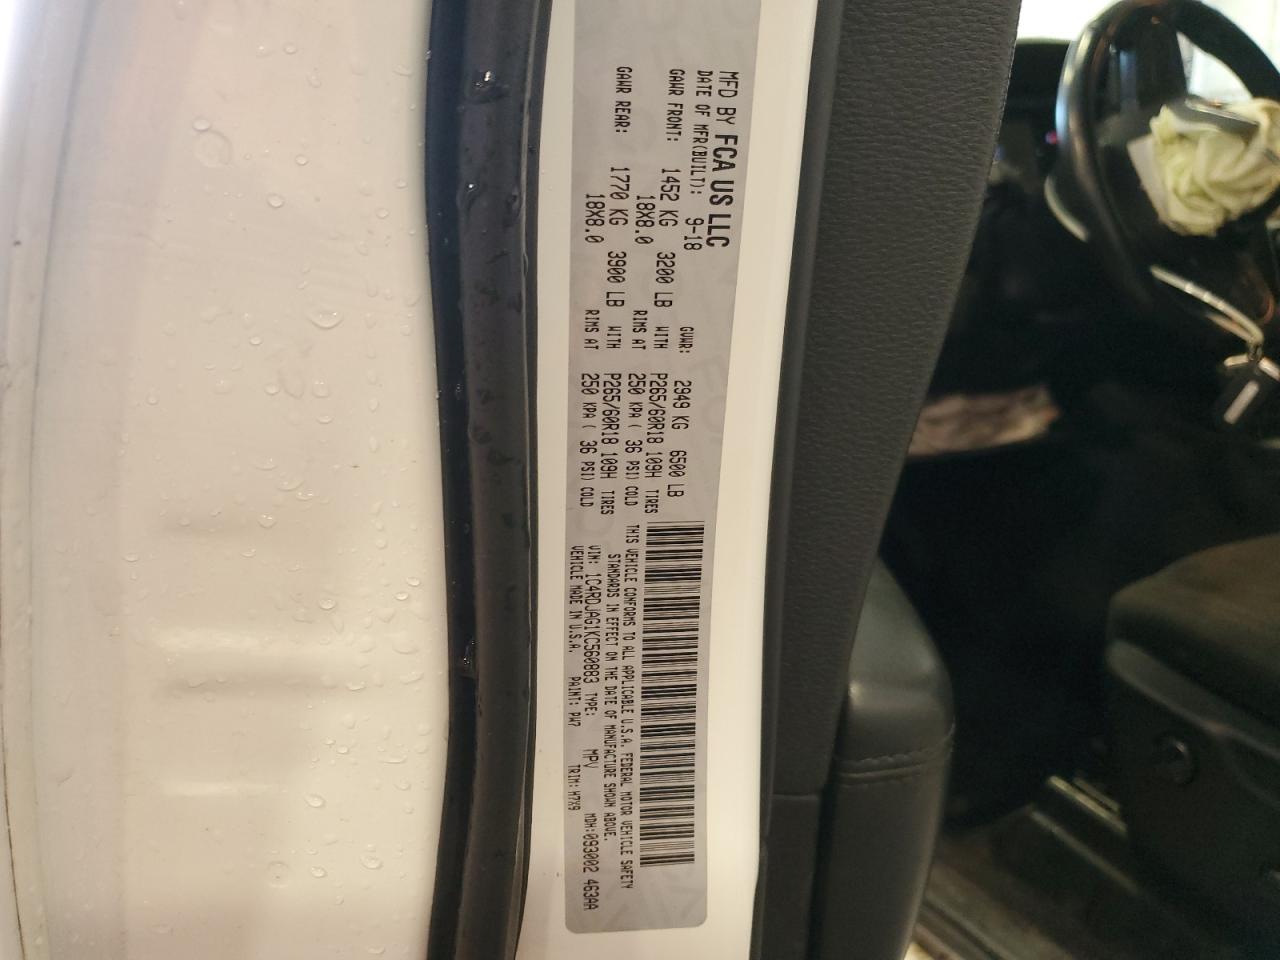 MFD BY FCA US LLC
DATE OF MFR(BUILT): 9-18 GVWR: 2949 KG 6500 LB
GAWR FRONT: 1452 KG 3200 LB WITH P265/60R18 109H TIRES
18X8.0 RIMS AT 250 KPA ( 36 PSI) COLD
GAWR REAR: 1770 KG 3900 LB WITH P265/60R18 109H TIRES
18X8.0 RIMS AT 250 KPA ( 36 PSI) COLD
THIS VEHICLE CONFORMS TO ALL APPLICABLE U.S.A. FEDERAL MOTOR VEHICLE SAFETY
STANDARDS IN EFFECT ON THE DATE OF MANUFACTURE SHOWN ABOVE.
VIN: 1C4RDJAG1KC560883 TYPE: MPV MDH:093002 463AA
VEHICLE MADE IN U.S.A. PAINT: PW7 TRIM:H7X9